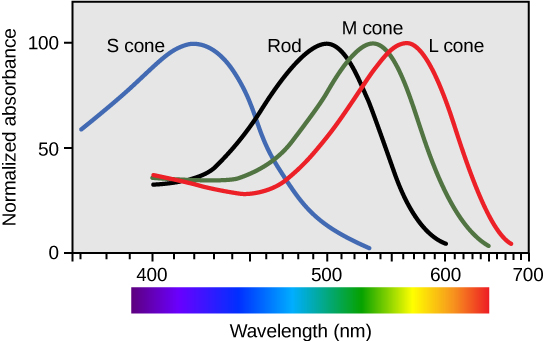 M cone
S cone
Rod
L cone
Normalized absorbance
100
50
0
400
500
600
700
Wavelength (nm)